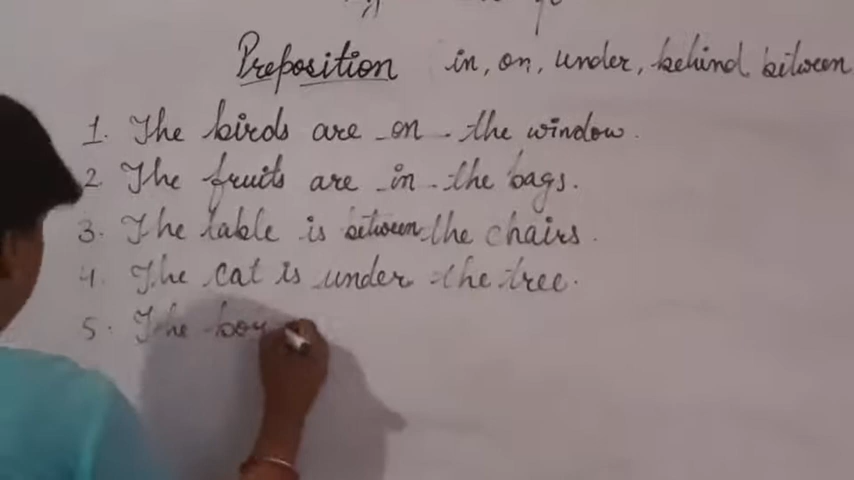 Preposition in, on, under, behind between
1. The birds are on the window.
2. The fruits are in the bags.
3. The table is between the chairs.
4. The cat is under the tree.
5. The boy